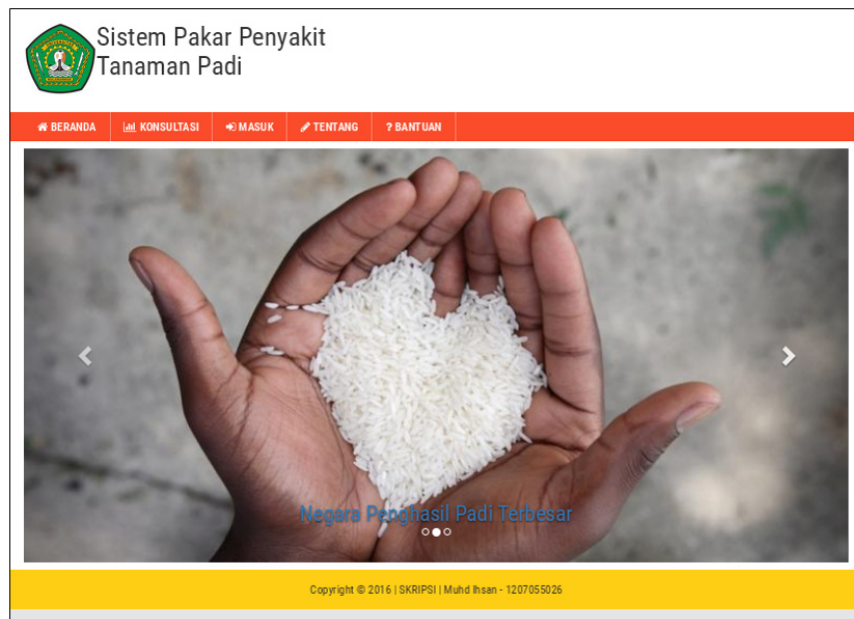 Sistem Pakar Penyakit
Tanaman Padi
BERANDA
KONSULTASI
MASUK
TENTANG
? BANTUAN
Negara Penghasil Padi Terbesar
Copyright © 2016 | SKRIPSI | Muhd Ihsan - 1207055026